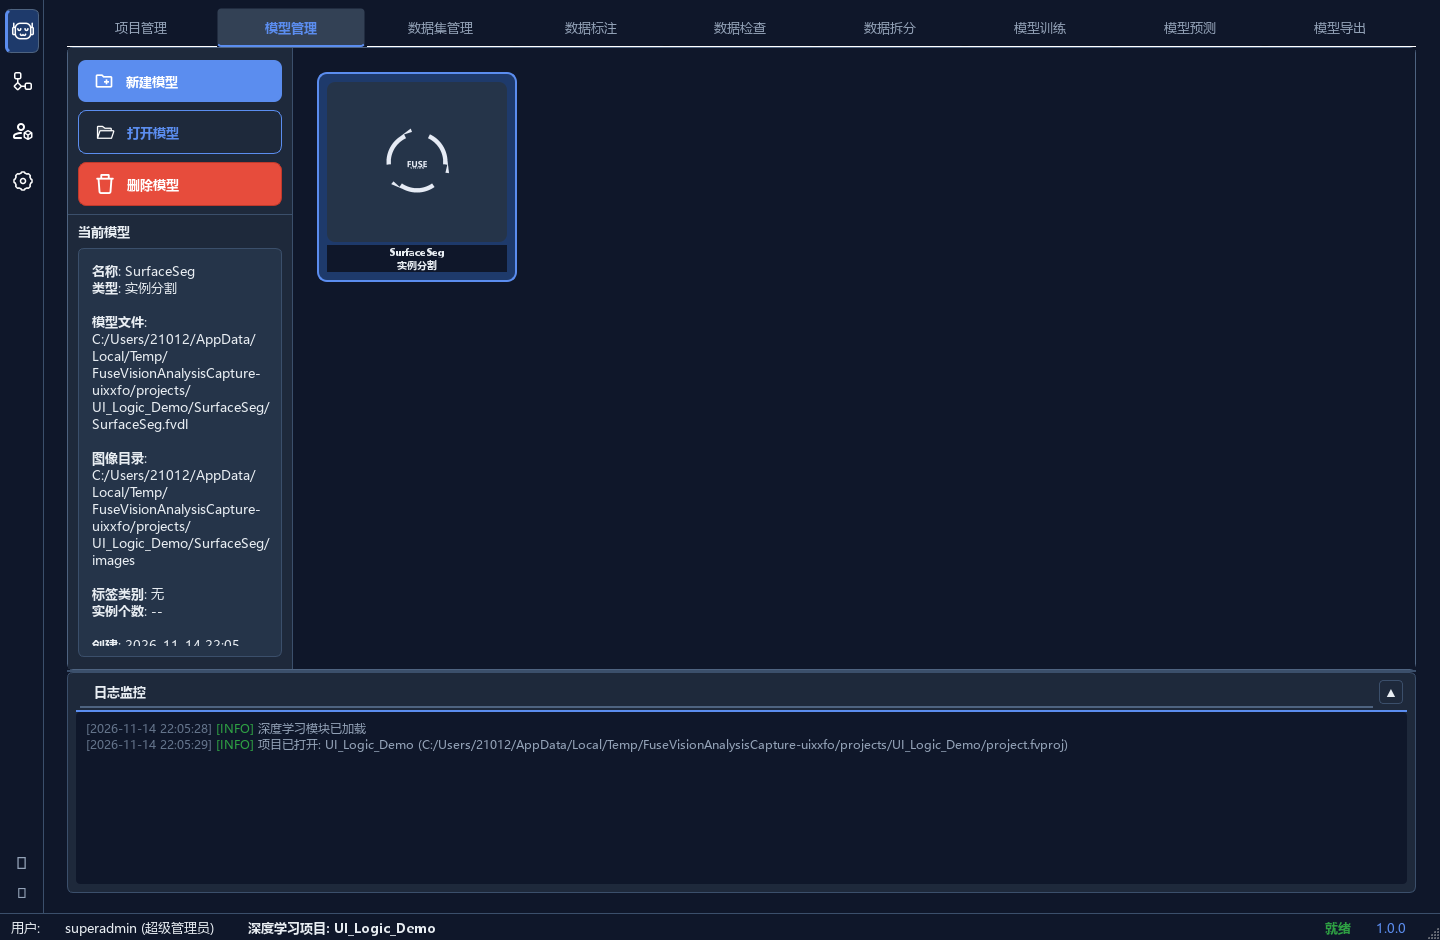 项目管理
模型管理
数据集管理
数据标注
数据检查
数据拆分
模型训练
模型预测
模型导出
新建模型
打开模型
删除模型
当前模型
名称: SurfaceSeg
类型: 实例分割
模型文件:
C:/Users/21012/AppData/
Local/Temp/
FuseVisionAnalysisCapture-
uixxfo/projects/
UI_Logic_Demo/SurfaceSeg/
SurfaceSeg.fvdl
图像目录:
C:/Users/21012/AppData/
Local/Temp/
FuseVisionAnalysisCapture-
uixxfo/projects/
UI_Logic_Demo/SurfaceSeg/
images
标签类别: 无
实例个数: --
创建: 2026-11-14 22:05
FUSE
SurfaceSeg
实例分割
日志监控
▲
[2026-11-14 22:05:28] [INFO] 深度学习模块已加载
[2026-11-14 22:05:29] [INFO] 项目已打开: UI_Logic_Demo (C:/Users/21012/AppData/Local/Temp/FuseVisionAnalysisCapture-uixxfo/projects/UI_Logic_Demo/project.fvproj)
用户: superadmin (超级管理员) 深度学习项目: UI_Logic_Demo 就绪 1.0.0